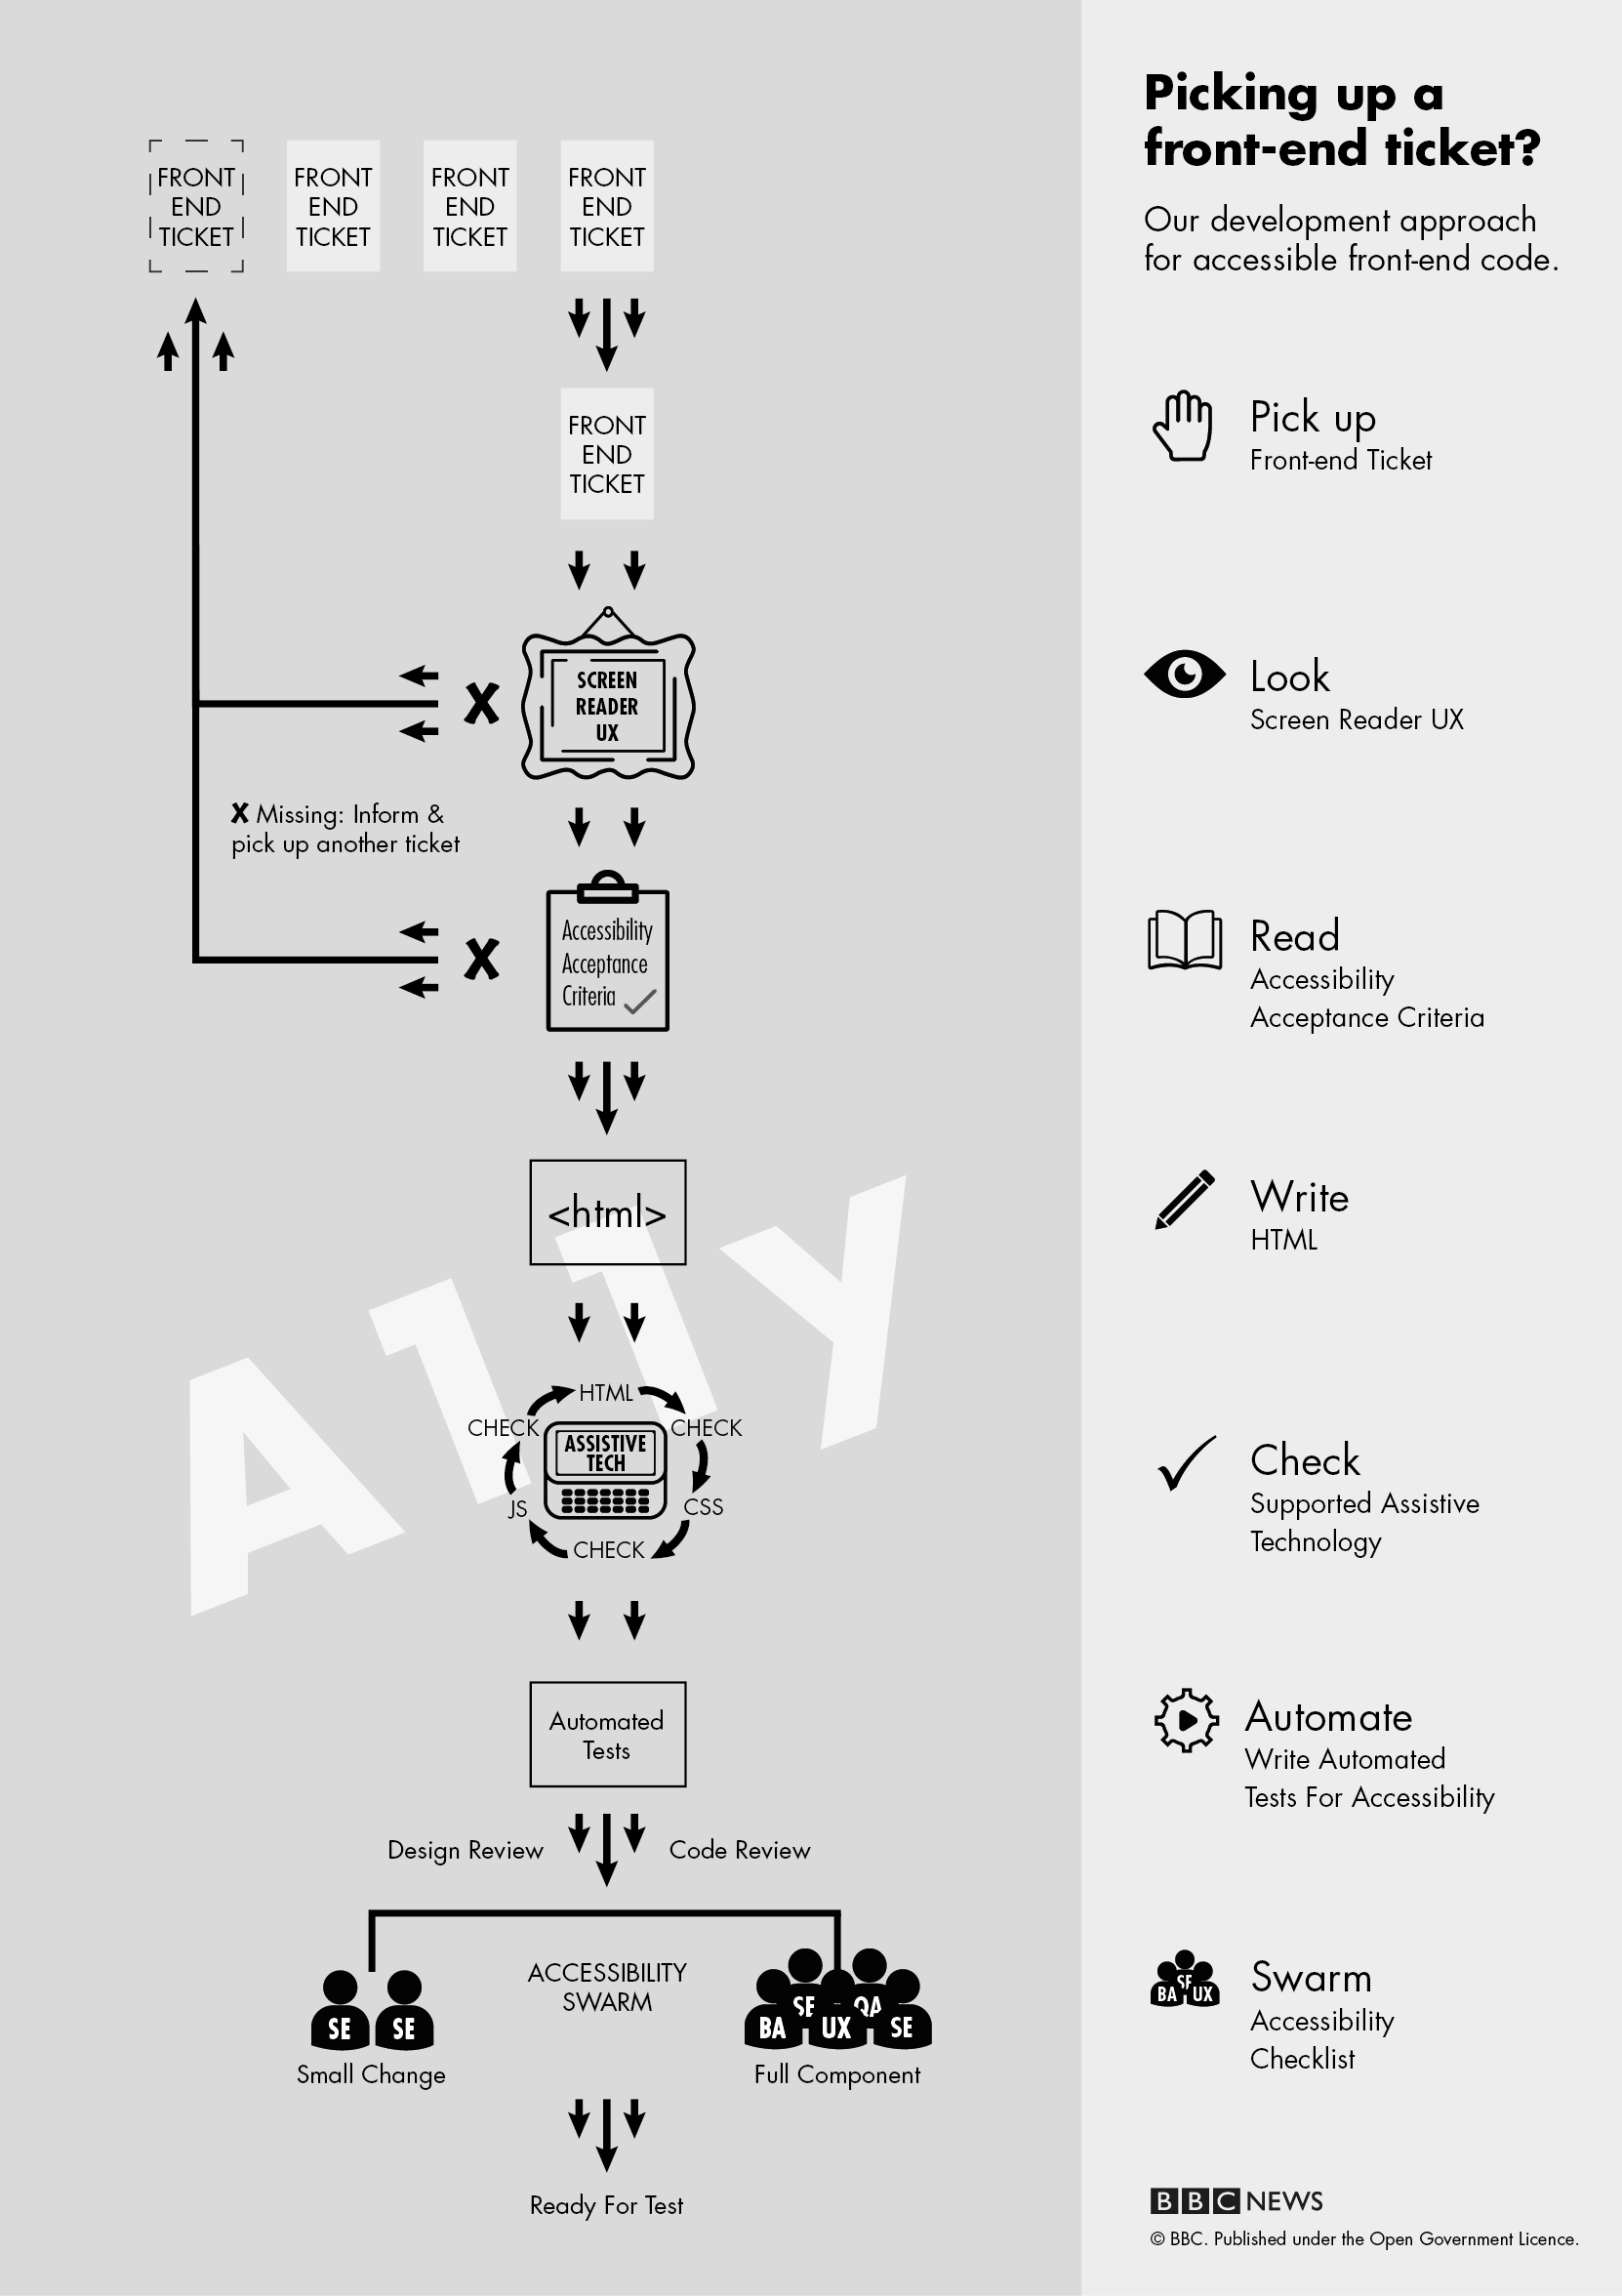 Picking up a
front-end ticket?
Our development approach
for accessible front-end code.
FRONT
END
TICKET
FRONT
END
TICKET
FRONT
END
TICKET
FRONT
END
TICKET
FRONT
END
TICKET
Pick up
Front-end Ticket
SCREEN
READER
UX
Look
Screen Reader UX
X
X Missing: Inform &
pick up another ticket
Accessibility
Acceptance
Criteria
X
Read
Accessibility
Acceptance Criteria
<html>
Write
HTML
A11Y
HTML
CHECK
CSS
CHECK
JS
CHECK
ASSISTIVE
TECH
Check
Supported Assistive
Technology
Automated
Tests
Automate
Write Automated
Tests For Accessibility
Design Review
Code Review
ACCESSIBILITY
SWARM
SE SE
Small Change
SE QA
BA UX SE
Full Component
SE
BA UX
Swarm
Accessibility
Checklist
Ready For Test
BBC NEWS
© BBC. Published under the Open Government Licence.